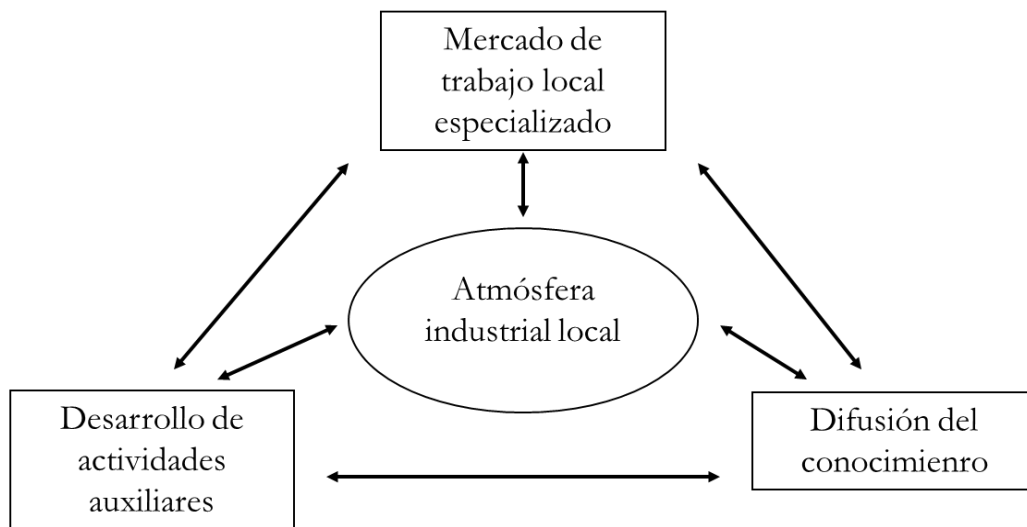 Mercado de
trabajo local
especializado
Atmósfera
industrial local
Desarrollo de
actividades
auxiliares
Difusión del
conocimienro